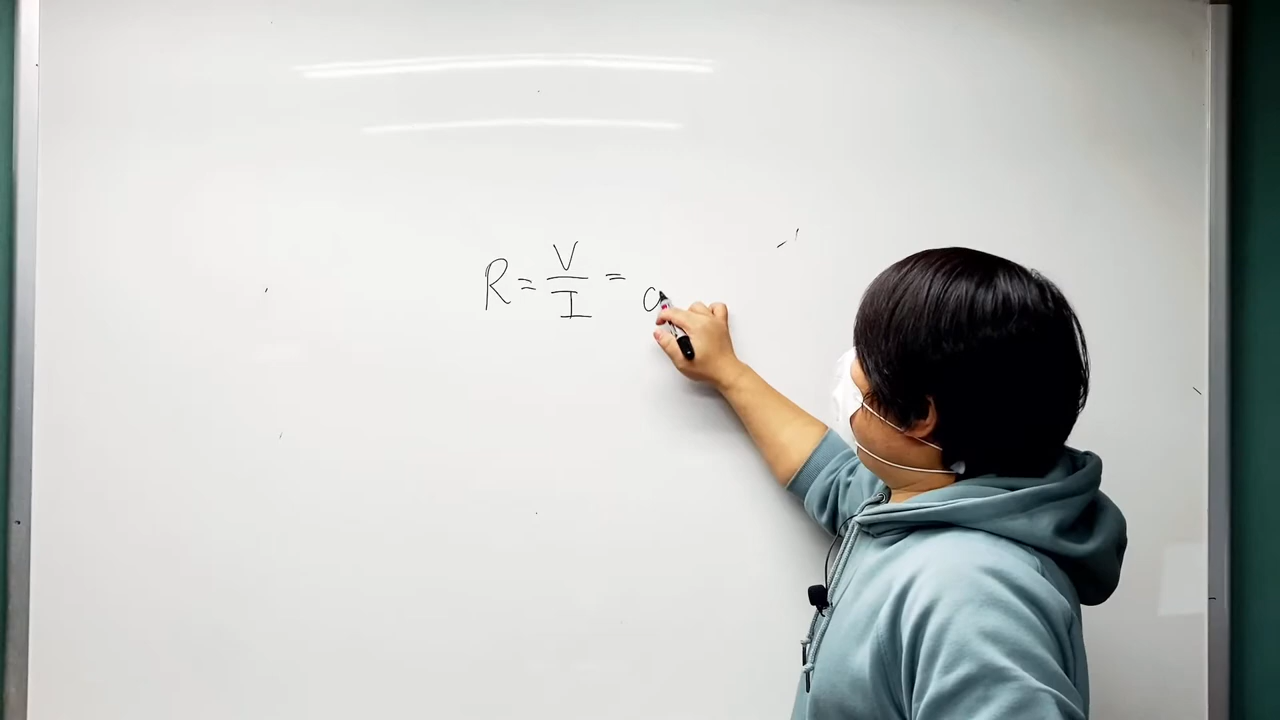 R = V/I =